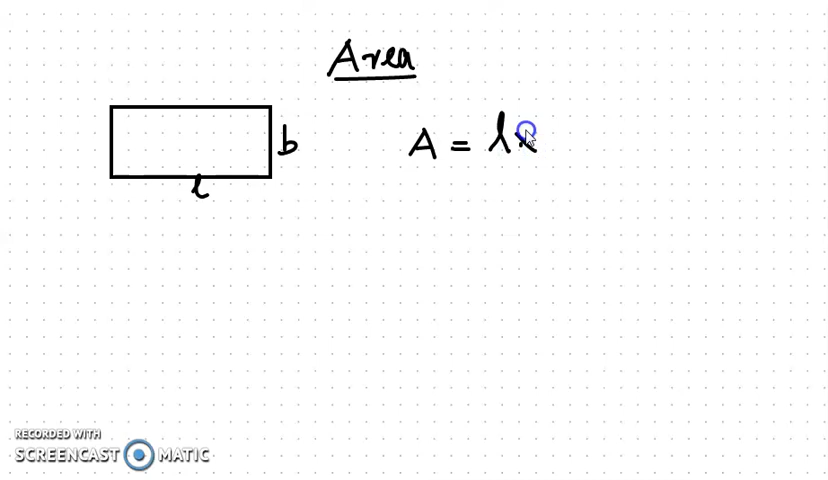 Area
b
A = l×
l
RECORDED WITH
SCREENCAST MATIC